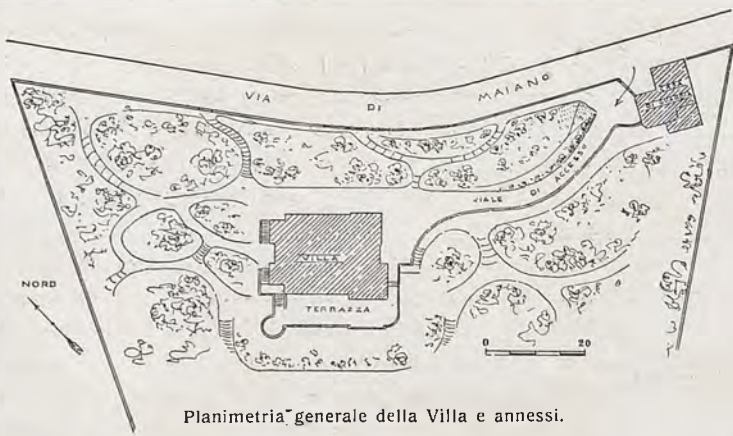 VIA DI MAIANO
VIALE DI ACCESSO
VILLA
NORD
TERRAZZA
0 20
Planimetria generale della Villa e annessi.